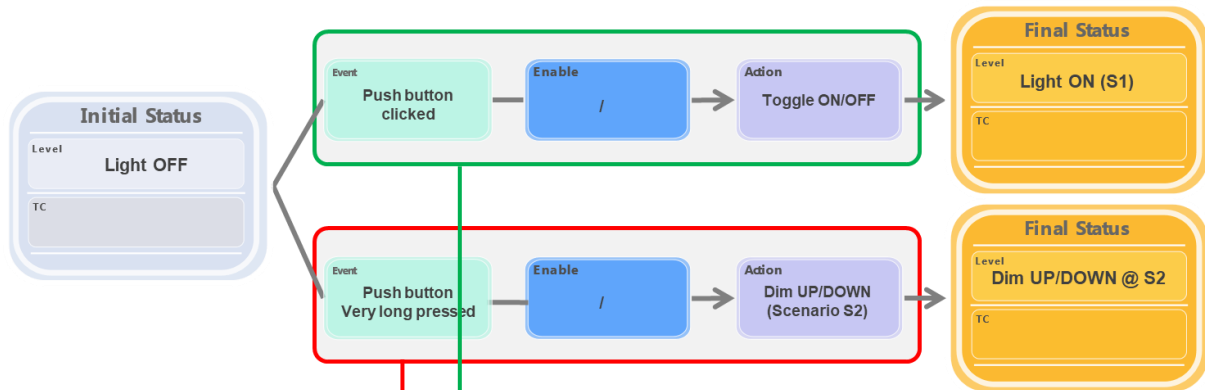 Initial Status
Level
Light OFF
TC
Event
Push button
clicked
Enable
/
Action
Toggle ON/OFF
Final Status
Level
Light ON (S1)
TC
Event
Push button
Very long pressed
Enable
/
Action
Dim UP/DOWN
(Scenario S2)
Final Status
Level
Dim UP/DOWN @ S2
TC